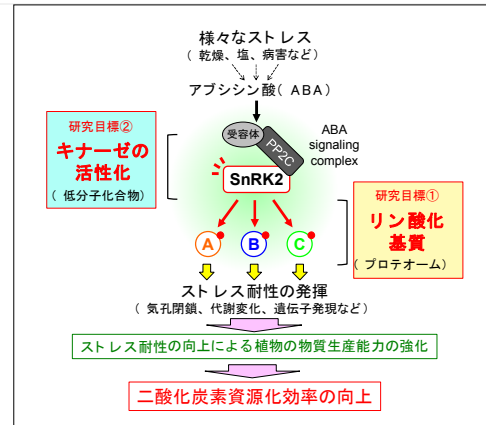 様々なストレス
( 乾燥、塩、病害など)
アブシシン酸( ABA)
受容体
PP2C
ABA
signaling
complex
SnRK2
研究目標②
キナーゼの
活性化
( 低分子化合物)
研究目標①
リン酸化
基質
( プロテオーム)
A B C
ストレス耐性の発揮
( 気孔閉鎖、代謝変化、遺伝子発現など)
ストレス耐性の向上による植物の物質生産能力の強化
二酸化炭素資源化効率の向上